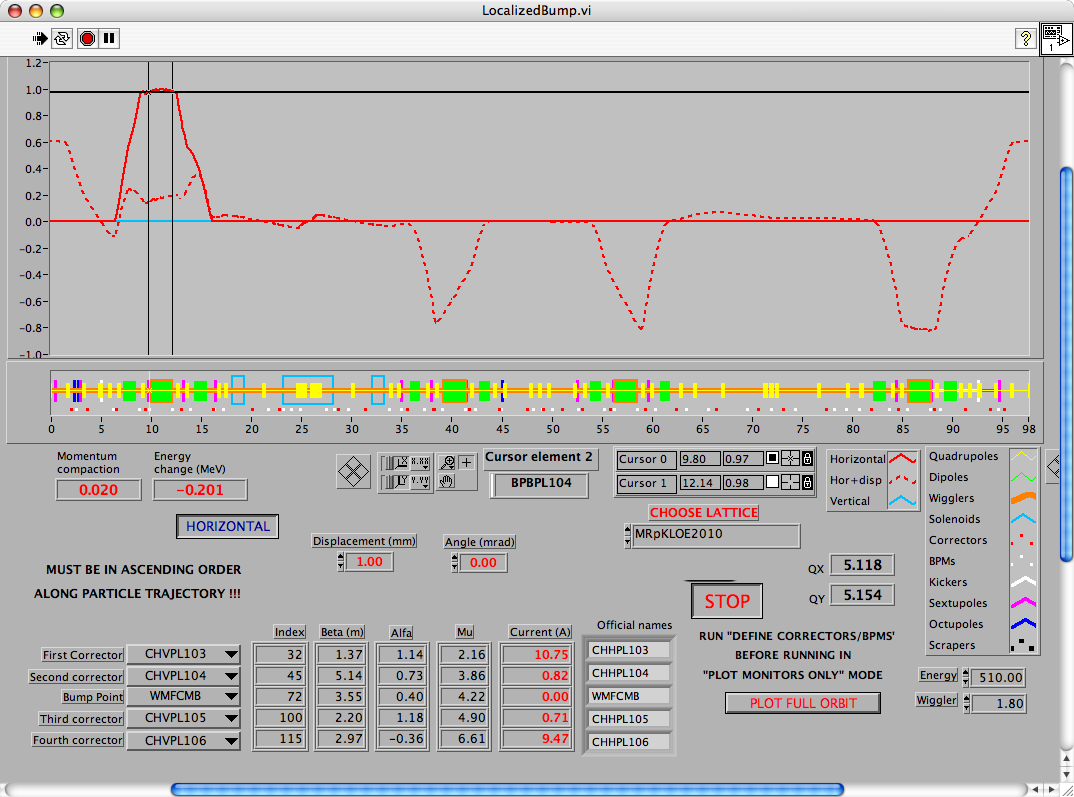 LocalizedBump.vi
?
1
1.2
1.0
0.8
0.6
0.4
0.2
0.0
-0.2
-0.4
-0.6
-0.8
-1.0
0 5 10 15 20 25 30 35 40 45 50 55 60 65 70 75 80 85 90 95 98
Momentum compaction
0.020
Energy change (MeV)
-0.201
HORIZONTAL
MUST BE IN ASCENDING ORDER
ALONG PARTICLE TRAJECTORY !!!
X.XX
Y.YY
Cursor element 2
BPBPL104
Cursor 0 9.80 0.97
Cursor 1 12.14 0.98
CHOOSE LATTICE
MRpKLOE2010
Displacement (mm)
1.00
Angle (mrad)
0.00
Horizontal
Hor+disp
Vertical
Quadrupoles
Dipoles
Wigglers
Solenoids
Correctors
BPMs
Kickers
Sextupoles
Octupoles
Scrapers
QX 5.118
QY 5.154
STOP
RUN "DEFINE CORRECTORS/BPMS'
BEFORE RUNNING IN
"PLOT MONITORS ONLY" MODE
PLOT FULL ORBIT
Energy 510.00
Wiggler 1.80
Index Beta (m) Alfa Mu Current (A) Official names
First Corrector CHVPL103 32 1.37 1.14 2.16 10.75 CHHPL103
Second corrector CHVPL104 45 5.14 0.73 3.86 0.82 CHHPL104
Bump Point WMFCMB 72 3.55 0.40 4.22 0.00 WMFCMB
Third corrector CHVPL105 100 2.20 1.18 4.90 0.71 CHHPL105
Fourth corrector CHVPL106 115 2.97 -0.36 6.61 9.47 CHHPL106